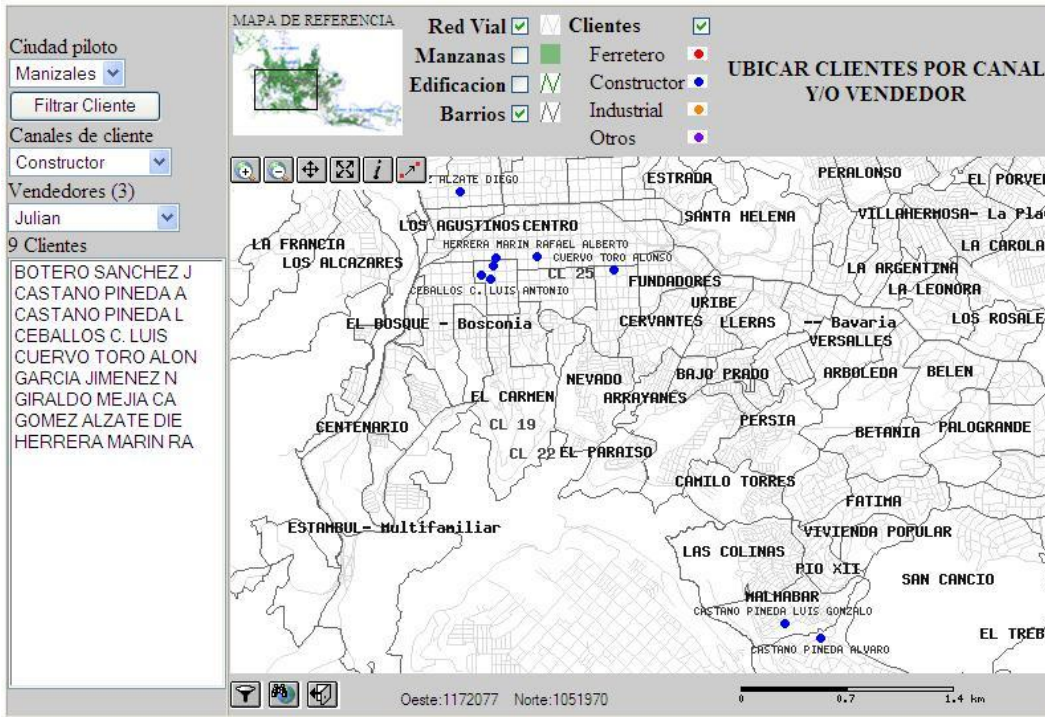 Ciudad piloto
Manizales
Filtrar Cliente
Canales de cliente
Constructor
Vendedores (3)
Julian
9 Clientes
BOTERO SANCHEZ J
CASTANO PINEDA A
CASTANO PINEDA L
CEBALLOS C. LUIS
CUERVO TORO ALON
GARCIA JIMENEZ N
GIRALDO MEJIA CA
GOMEZ ALZATE DIE
HERRERA MARIN RA
MAPA DE REFERENCIA
Red Vial
Manzanas
Edificacion
Barrios
Clientes
Ferretero
Constructor
Industrial
Otros
UBICAR CLIENTES POR CANAL
Y/O VENDEDOR
i
ALZATE DIEGO
ESTRADA
PERALONSO
EL PORVE
LOS AGUSTINOS
CENTRO
SANTA HELENA
VILLAHERMOSA- La Pla
LA FRANCIA
HERRERA MARIN RAFAEL ALBERTO
LA CAROLA
LOS ALCAZARES
CUERVO TORO ALONSO
CL 25
FUNDADORES
LA ARGENTINA
CEBALLOS C. LUIS ANTONIO
LA LEONORA
URIBE
EL BOSQUE - Bosconia
CERVANTES
LLERAS
-- Bavaria
LOS ROSALE
VERSALLES
NEVADO
BAJO PRADO
ARBOLEDA
BELEN
EL CARMEN
ARRAYANES
CENTENARIO
CL 19
PERSIA
BETANIA
PALOGRANDE
CL 22
EL PARAISO
CAMILO TORRES
FATIMA
ESTAMBUL- Multifamiliar
VIVIENDA POPULAR
LAS COLINAS
PIO XII
SAN CANCIO
MALHABAR
CASTANO PINEDA LUIS GONZALO
EL TREB
CASTANO PINEDA ALVARO
Oeste:1172077 Norte:1051970
0 0.7 1.4 km